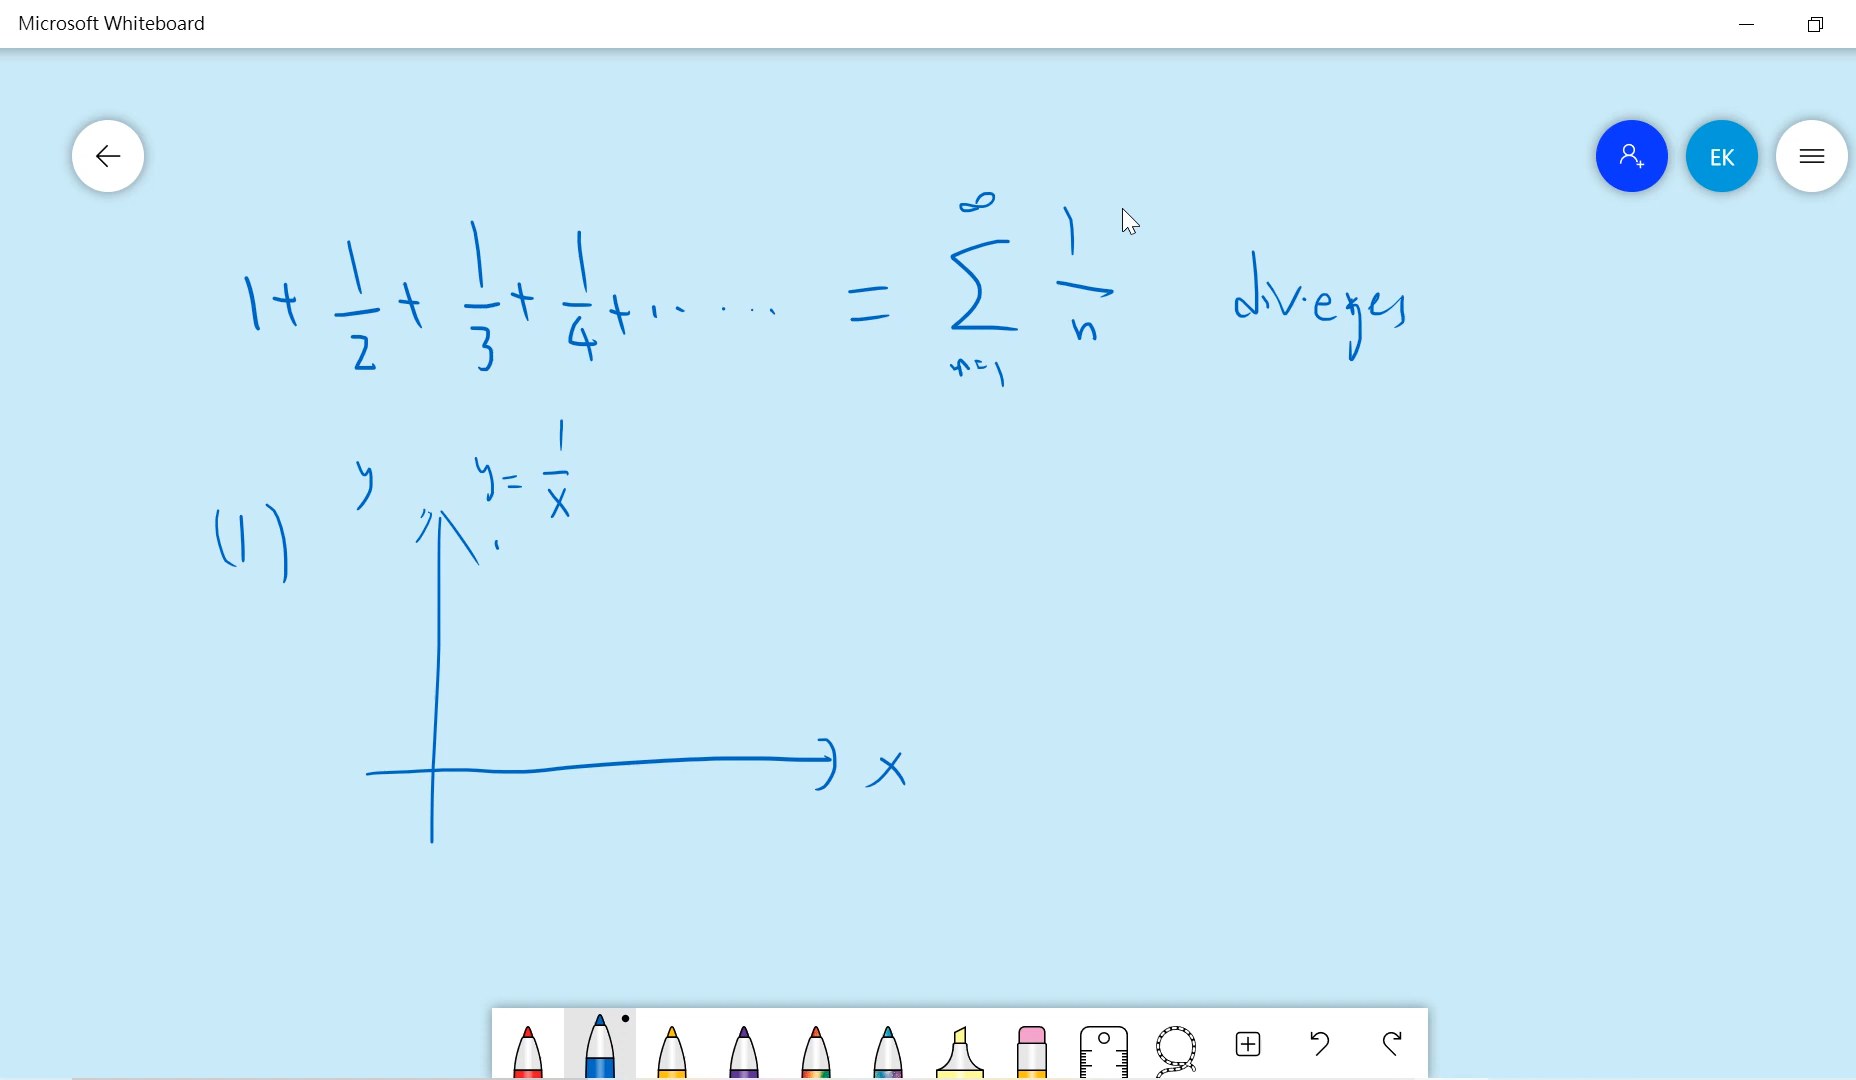 Microsoft Whiteboard
EK
1 + 1/2 + 1/3 + 1/4 + ...... = ∑ n=1 ∞ 1/n diverges
y y = 1/x
(1)
x